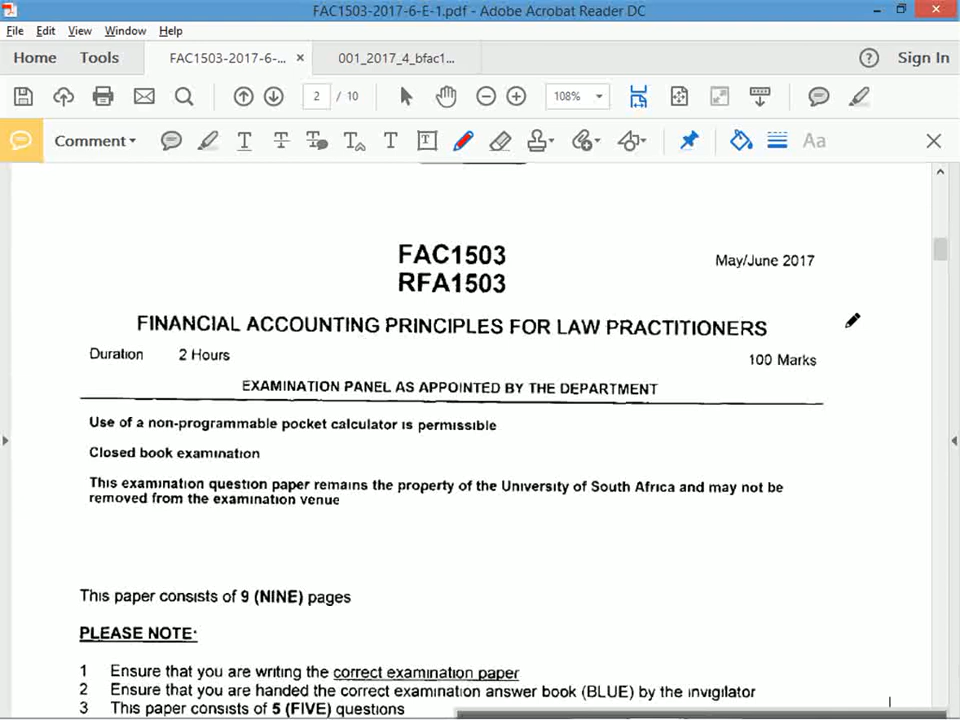 FAC1503-2017-6-E-1.pdf - Adobe Acrobat Reader DC
File Edit View Window Help
Home Tools FAC1503-2017-6-... × 001_2017_4_bfac1... Sign In
2 / 10 108%
Comment T T T T T T Aa
FAC1503
May/June 2017
RFA1503
FINANCIAL ACCOUNTING PRINCIPLES FOR LAW PRACTITIONERS
Duration 2 Hours
100 Marks
EXAMINATION PANEL AS APPOINTED BY THE DEPARTMENT
Use of a non-programmable pocket calculator is permissible
Closed book examination
This examination question paper remains the property of the University of South Africa and may not be
removed from the examination venue
This paper consists of 9 (NINE) pages
PLEASE NOTE:
1 Ensure that you are writing the correct examination paper
2 Ensure that you are handed the correct examination answer book (BLUE) by the invigilator
3 This paper consists of 5 (FIVE) questions